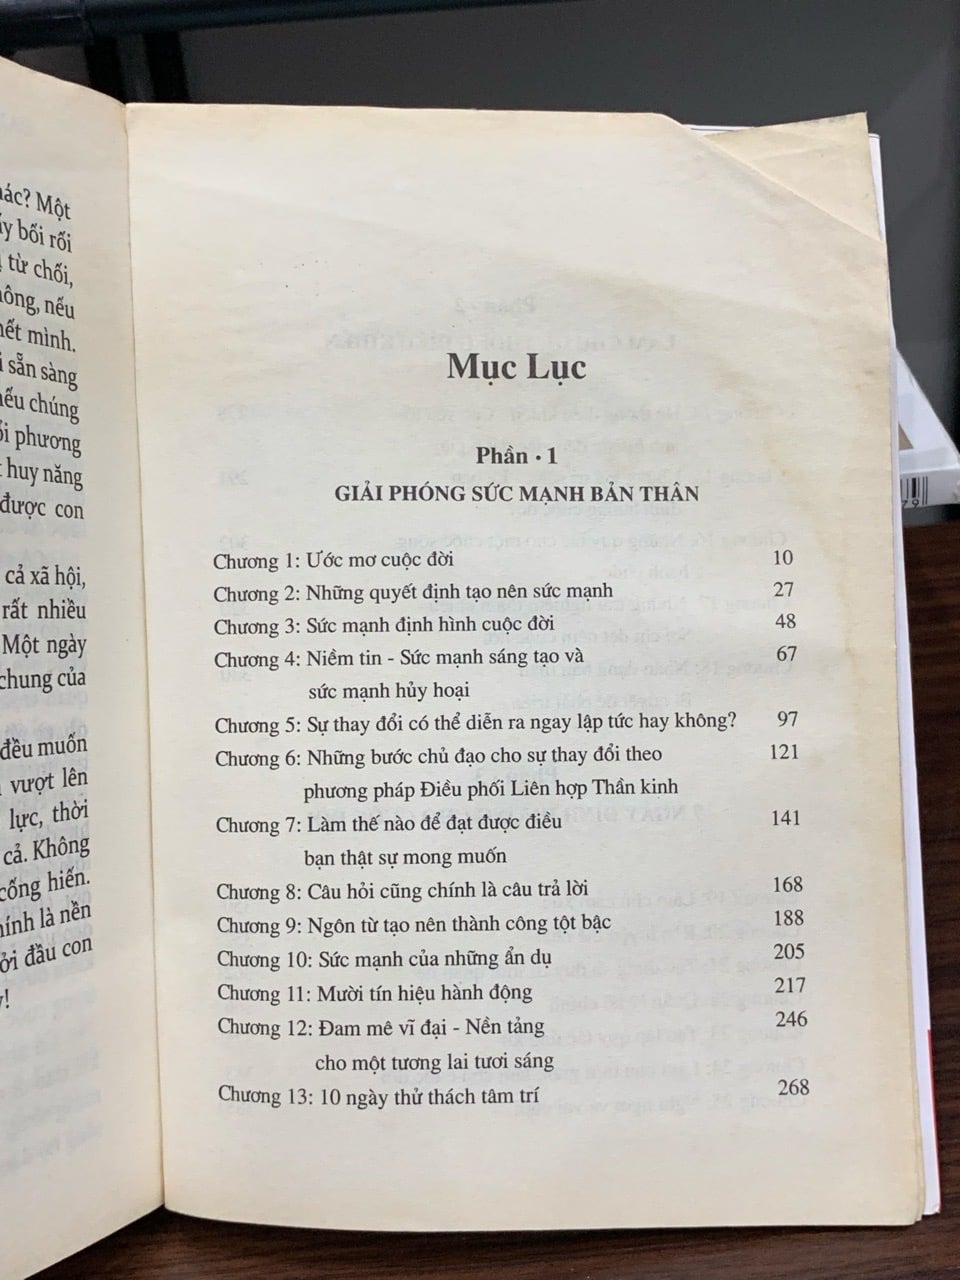 hác? Một
ấy bối rối
từ chối,
hông, nếu
hết mình.
sẵn sàng
nếu chúng
ối phương
huy năng
được con
cả xã hội,
rất nhiều
Một ngày
chung của
đều muốn
vượt lên
lực, thời
cả. Không
cống hiến.
hính là nền
ởi đầu con
y!
Mục Lục
Phần • 1
GIẢI PHÓNG SỨC MẠNH BẢN THÂN
Chương 1: Ước mơ cuộc đời 10
Chương 2: Những quyết định tạo nên sức mạnh 27
Chương 3: Sức mạnh định hình cuộc đời 48
Chương 4: Niềm tin - Sức mạnh sáng tạo và 67
sức mạnh hủy hoại
Chương 5: Sự thay đổi có thể diễn ra ngay lập tức hay không? 97
Chương 6: Những bước chủ đạo cho sự thay đổi theo 121
phương pháp Điều phối Liên hợp Thần kinh
Chương 7: Làm thế nào để đạt được điều 141
bạn thật sự mong muốn
Chương 8: Câu hỏi cũng chính là câu trả lời 168
Chương 9: Ngôn từ tạo nên thành công tột bậc 188
Chương 10: Sức mạnh của những ẩn dụ 205
Chương 11: Mười tín hiệu hành động 217
Chương 12: Đam mê vĩ đại - Nền tảng 246
cho một tương lai tươi sáng
Chương 13: 10 ngày thử thách tâm trí 268